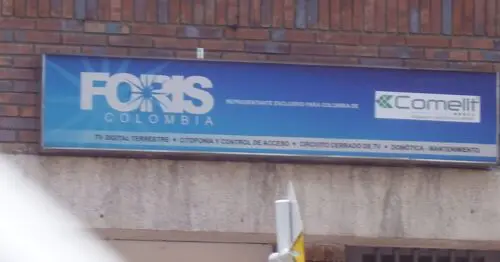 FORIS
COLOMBIA
REPRESENTANTE EXCLUSIVO PARA COLOMBIA DE
Comelit
TV DIGITAL TERRESTRE • CITOFONIA Y CONTROL DE ACCESO • CIRCUITO CERRADO DE TV • DOMÓTICA - MANTENIMIENTO